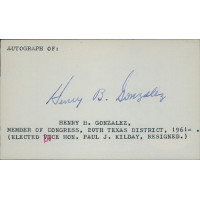 AUTOGRAPH OF:
Henry B. Gonzalez
HENRY B. GONZALEZ,
MEMBER OF CONGRESS, 20TH TEXAS DISTRICT, 1961-
(ELECTED VICE HON. PAUL J. KILDAY, RESIGNED.)